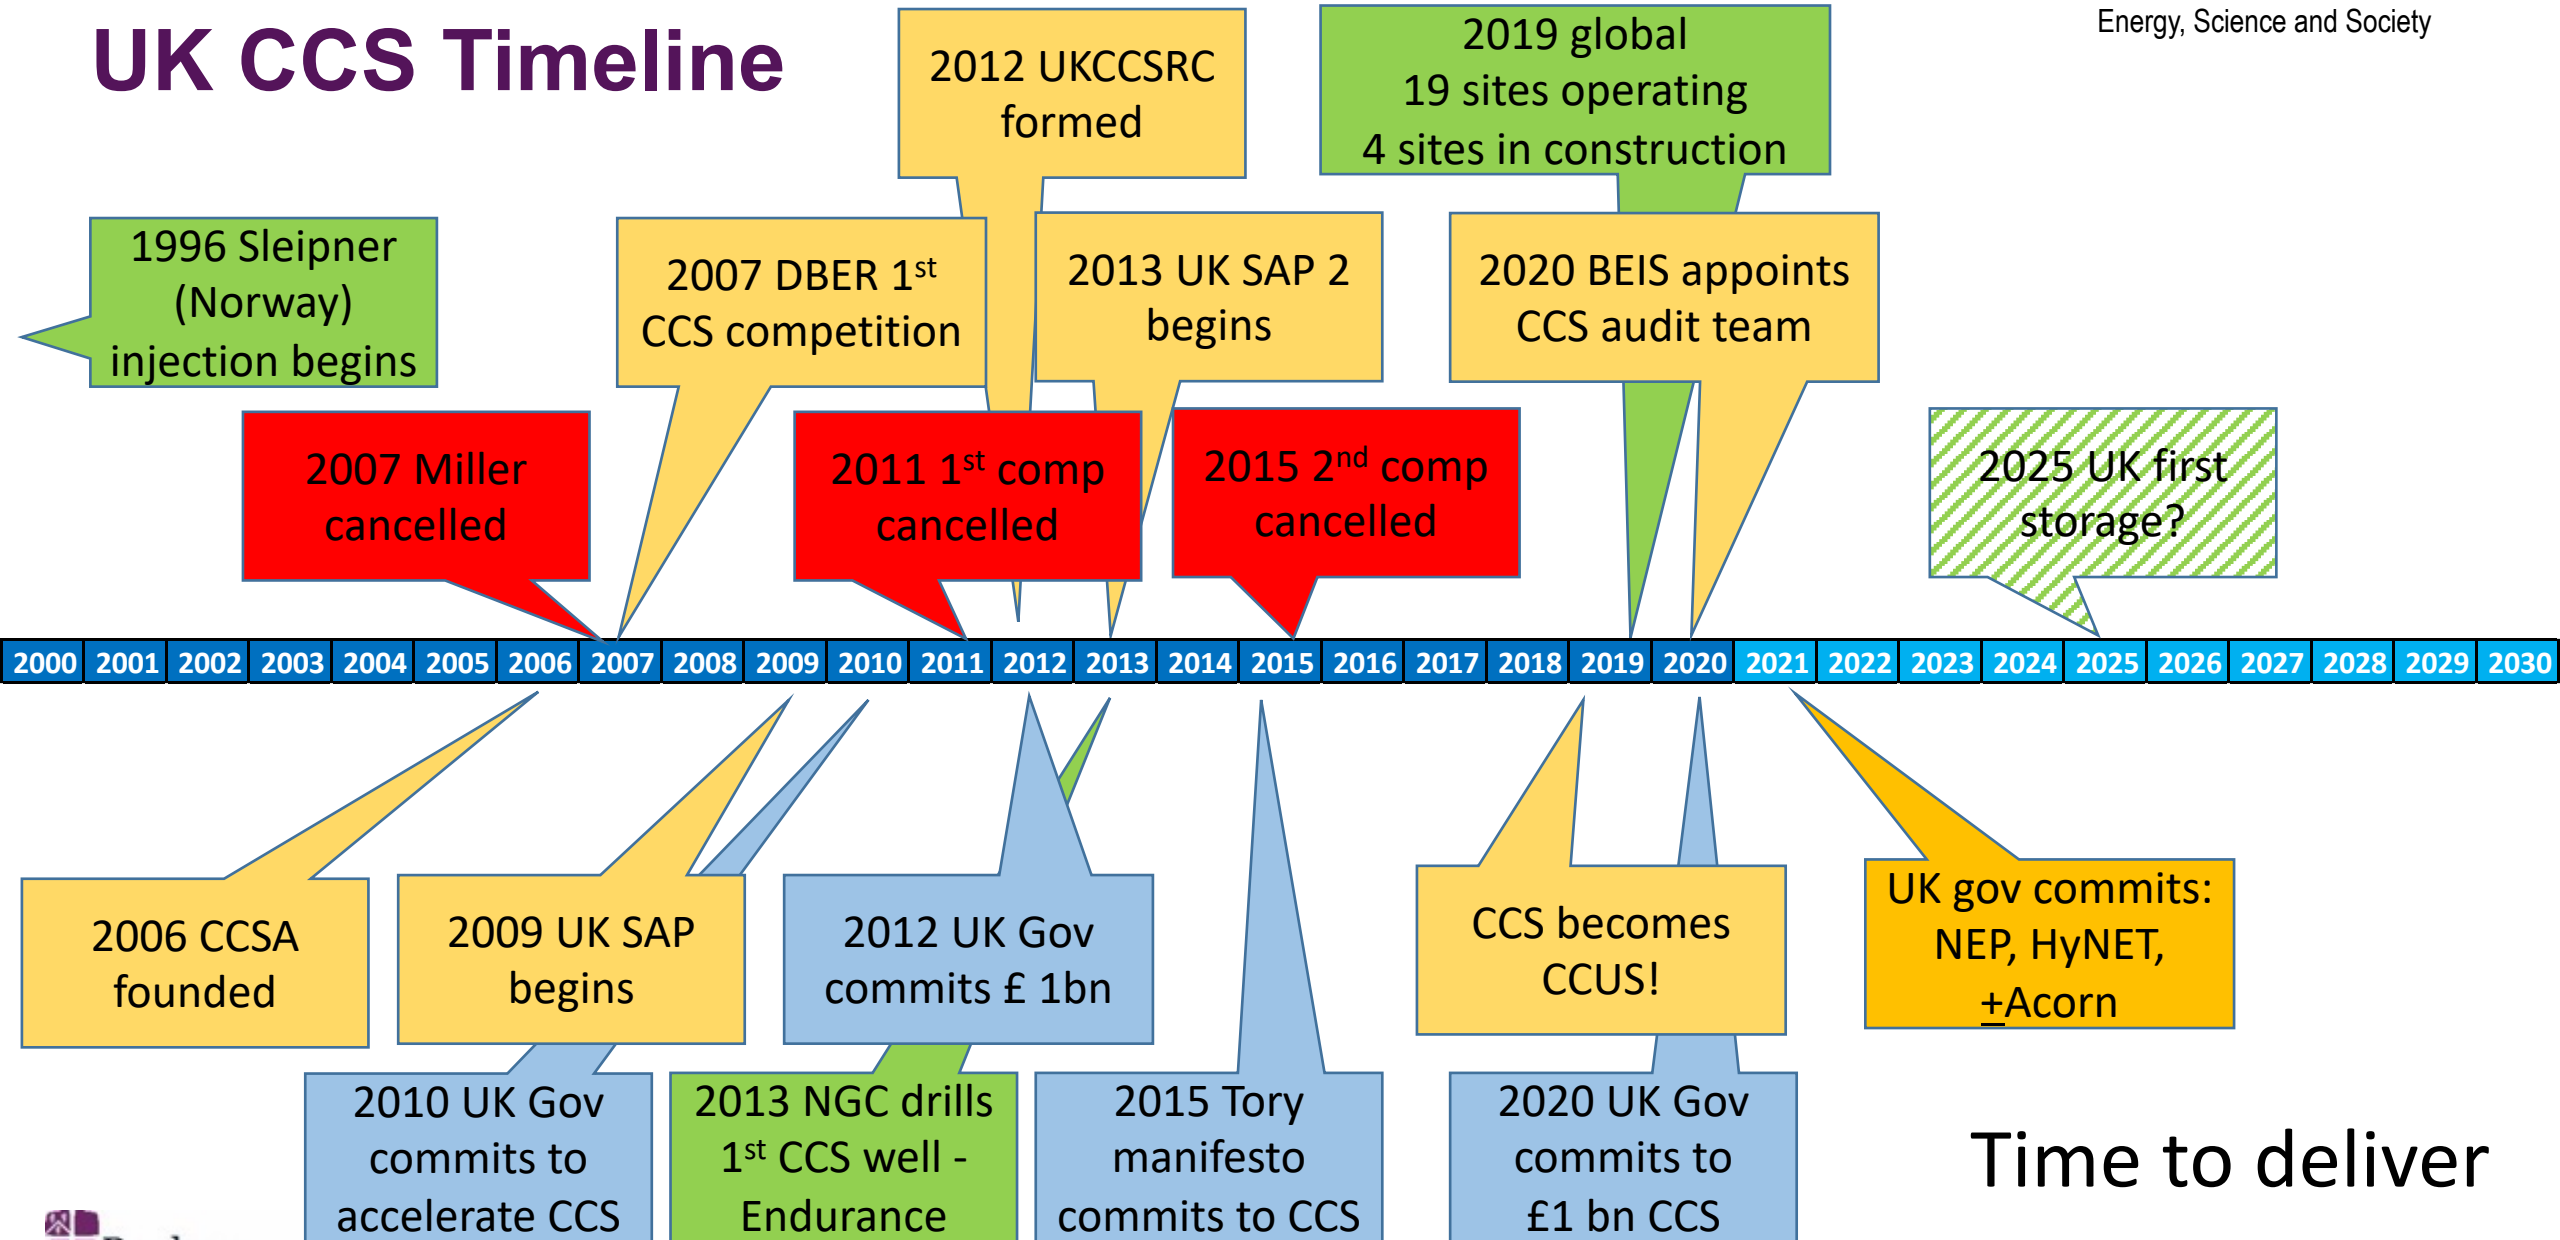 UK CCS Timeline
Energy, Science and Society
2012 UKCCSRC
formed
2019 global
19 sites operating
4 sites in construction
1996 Sleipner
(Norway)
injection begins
2007 DBER 1st
CCS competition
2013 UK SAP 2
begins
2020 BEIS appoints
CCS audit team
2007 Miller
cancelled
2011 1st comp
cancelled
2015 2nd comp
cancelled
2025 UK first
storage?
2000 2001 2002 2003 2004 2005 2006 2007 2008 2009 2010 2011 2012 2013 2014 2015 2016 2017 2018 2019 2020 2021 2022 2023 2024 2025 2026 2027 2028 2029 2030
2006 CCSA
founded
2009 UK SAP
begins
2012 UK Gov
commits £ 1bn
CCS becomes
CCUS!
UK gov commits:
NEP, HyNET,
+Acorn
2010 UK Gov
commits to
accelerate CCS
2013 NGC drills
1st CCS well -
Endurance
2015 Tory
manifesto
commits to CCS
2020 UK Gov
commits to
£1 bn CCS
Time to deliver